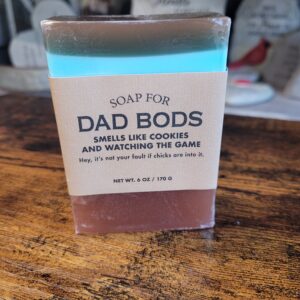 SOAP FOR
DAD BODS
SMELLS LIKE COOKIES
AND WATCHING THE GAME
Hey, it's not your fault if chicks are into it.
NET WT. 6 OZ / 170 G